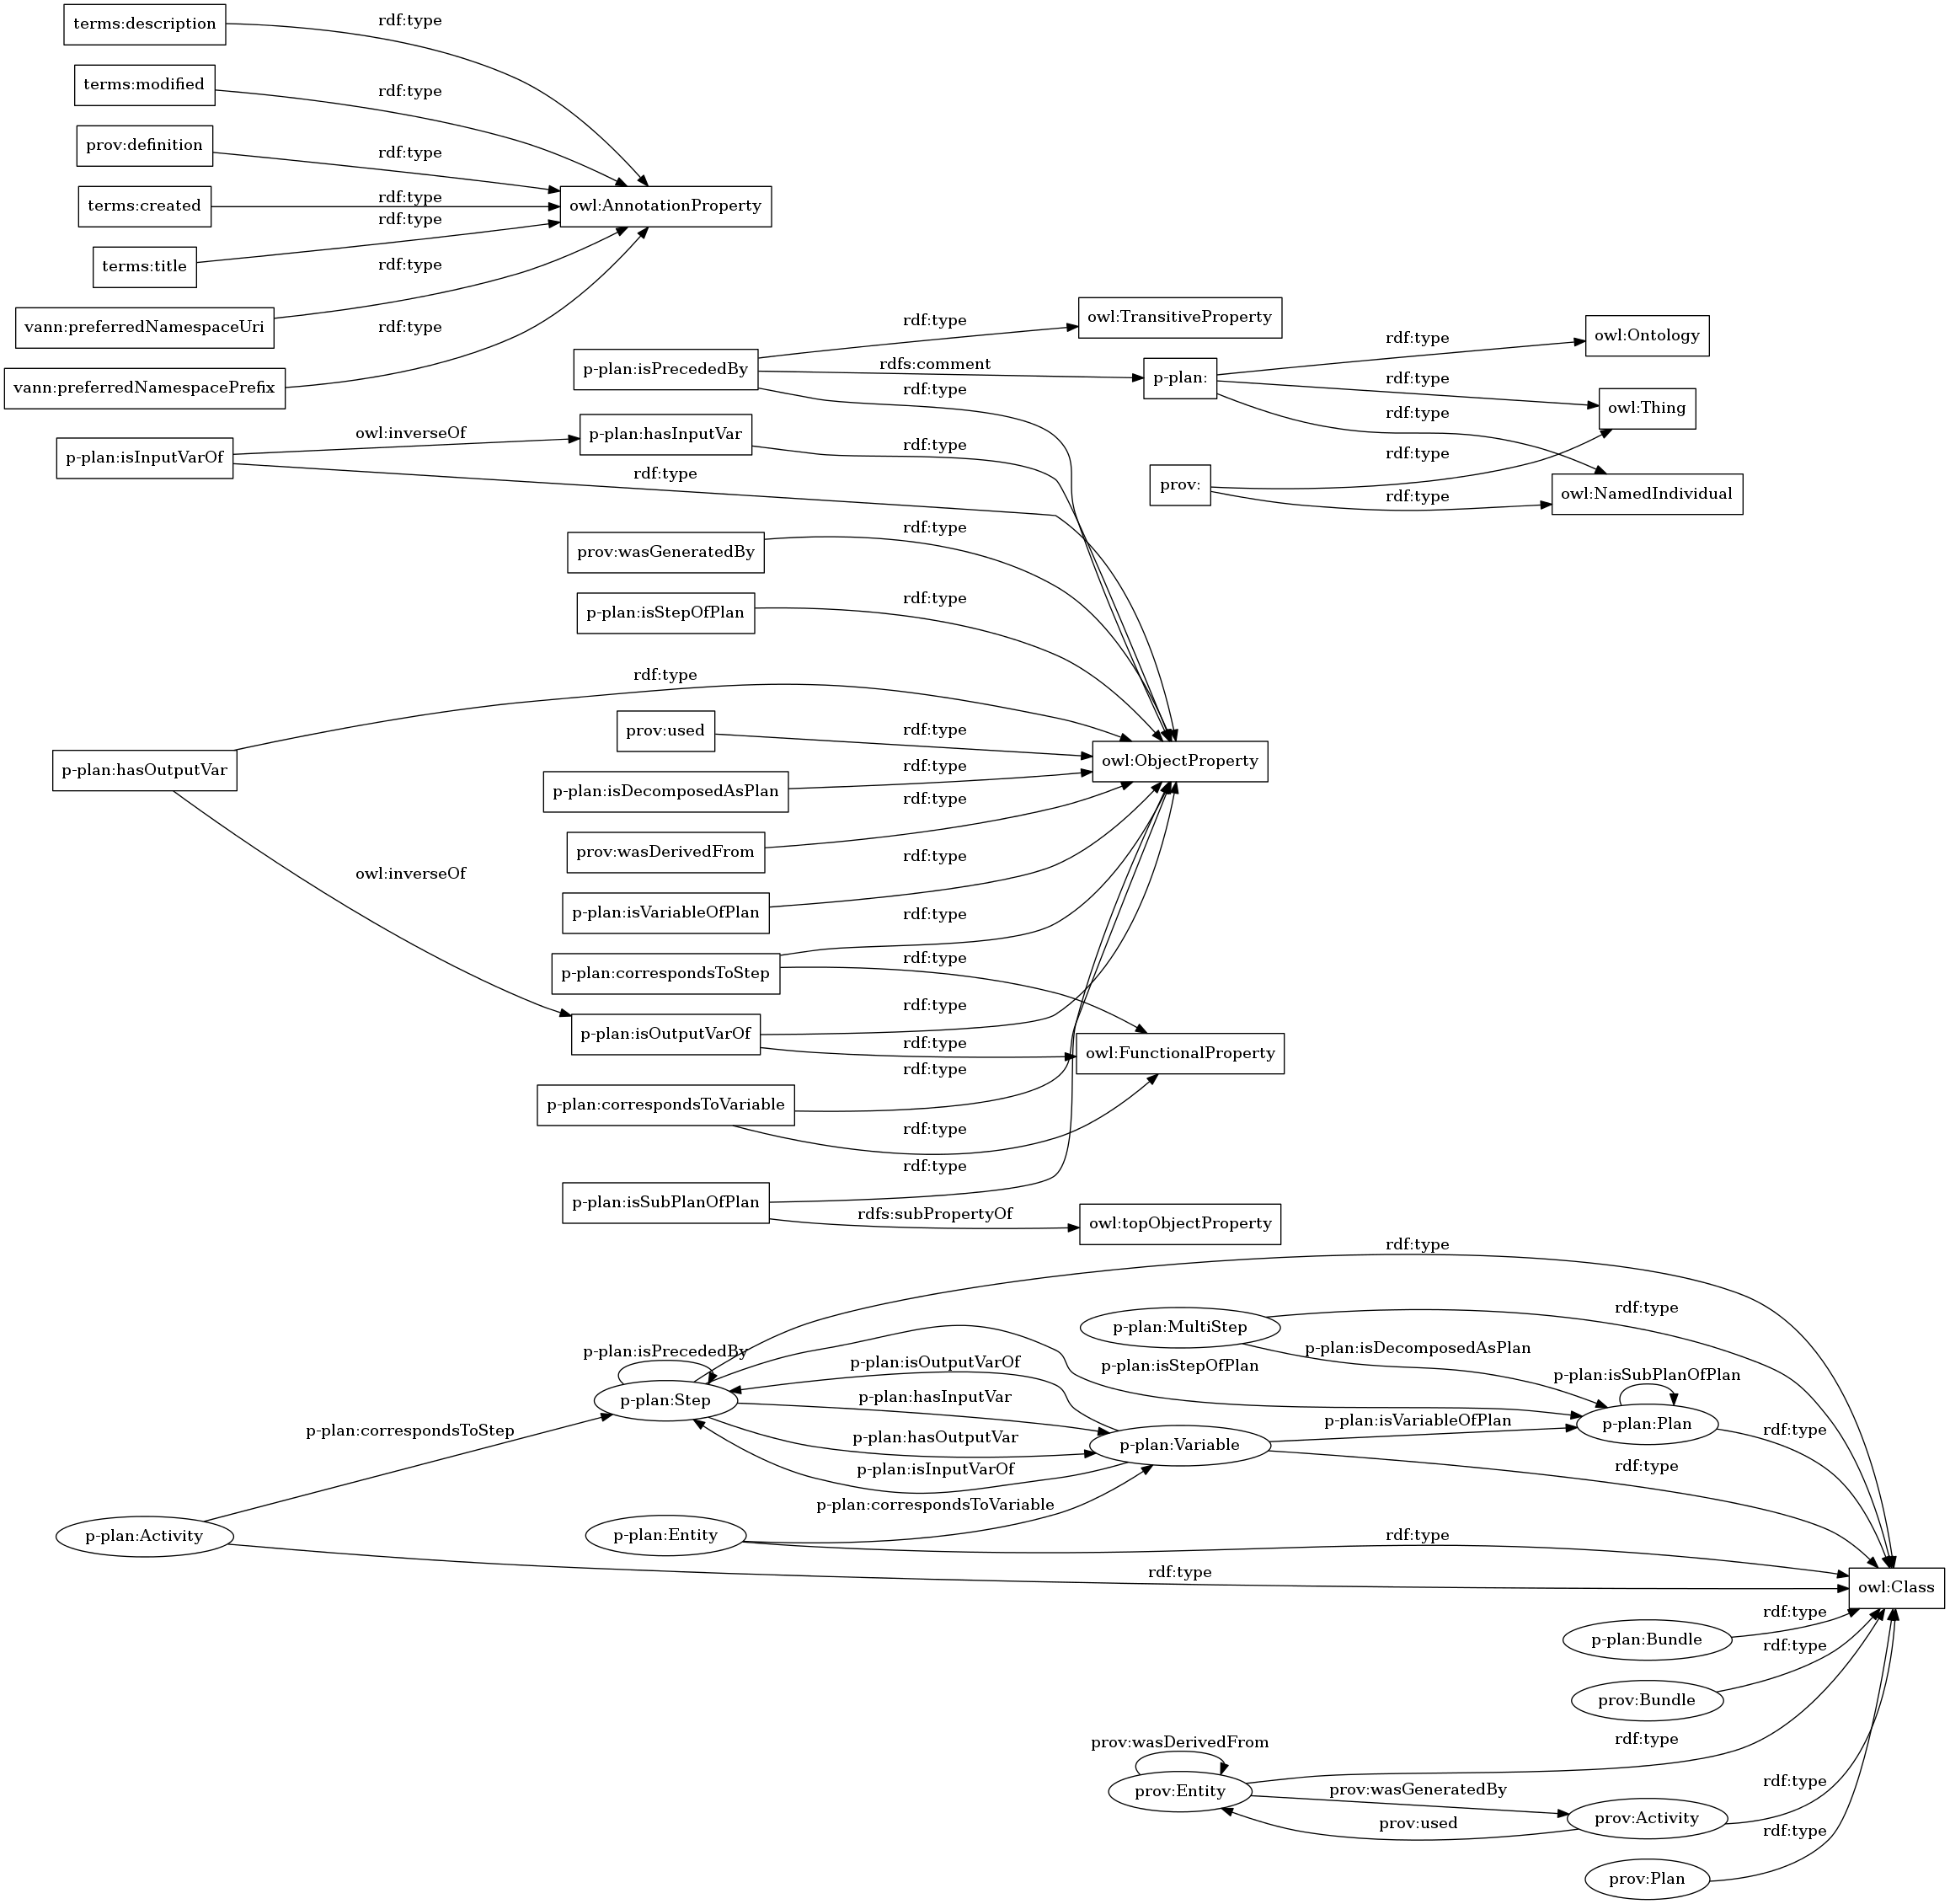 terms:description
rdf:type
terms:modified
rdf:type
prov:definition
rdf:type
terms:created
rdf:type
owl:AnnotationProperty
terms:title
rdf:type
vann:preferredNamespaceUri
rdf:type
vann:preferredNamespacePrefix
rdf:type
p-plan:isPrecededBy
rdf:type
owl:TransitiveProperty
rdfs:comment
p-plan:
rdf:type
rdf:type
owl:Ontology
rdf:type
owl:Thing
rdf:type
prov:
rdf:type
rdf:type
owl:NamedIndividual
p-plan:isInputVarOf
owl:inverseOf
p-plan:hasInputVar
rdf:type
rdf:type
prov:wasGeneratedBy
rdf:type
p-plan:isStepOfPlan
rdf:type
p-plan:hasOutputVar
rdf:type
owl:inverseOf
prov:used
rdf:type
owl:ObjectProperty
p-plan:isDecomposedAsPlan
rdf:type
prov:wasDerivedFrom
rdf:type
p-plan:isVariableOfPlan
rdf:type
p-plan:correspondsToStep
rdf:type
rdf:type
p-plan:isOutputVarOf
rdf:type
rdf:type
owl:FunctionalProperty
p-plan:correspondsToVariable
rdf:type
rdf:type
p-plan:isSubPlanOfPlan
rdf:type
rdfs:subPropertyOf
owl:topObjectProperty
rdf:type
p-plan:MultiStep
rdf:type
p-plan:isDecomposedAsPlan
p-plan:isPrecededBy
p-plan:Step
p-plan:isStepOfPlan
p-plan:isOutputVarOf
p-plan:hasInputVar
p-plan:hasOutputVar
p-plan:isInputVarOf
p-plan:Variable
p-plan:isVariableOfPlan
p-plan:isSubPlanOfPlan
p-plan:Plan
rdf:type
rdf:type
p-plan:correspondsToStep
p-plan:Activity
rdf:type
p-plan:Entity
p-plan:correspondsToVariable
rdf:type
owl:Class
p-plan:Bundle
rdf:type
prov:Bundle
rdf:type
prov:wasDerivedFrom
prov:Entity
rdf:type
prov:wasGeneratedBy
prov:used
prov:Activity
rdf:type
prov:Plan
rdf:type